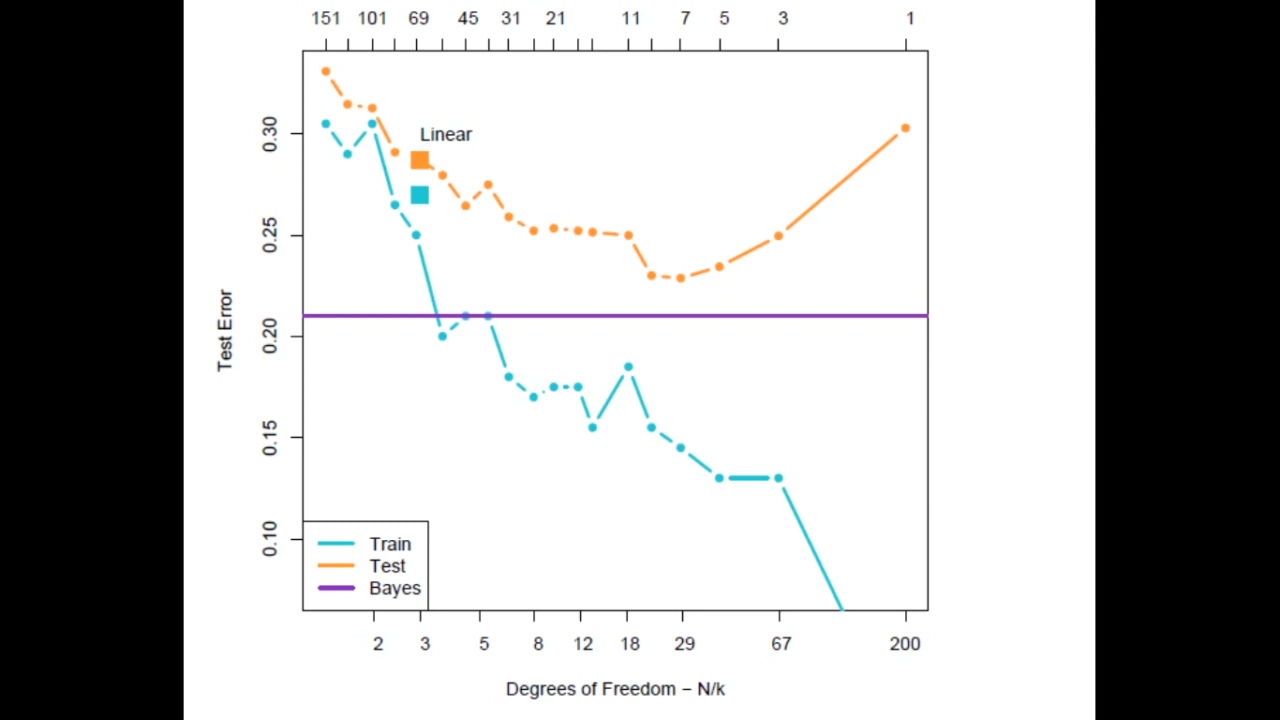 151 101 69 45 31 21 11 7 5 3 1
Linear
0.30
0.25
0.20
0.15
0.10
Test Error
Train
Test
Bayes
2 3 5 8 12 18 29 67 200
Degrees of Freedom − N/k